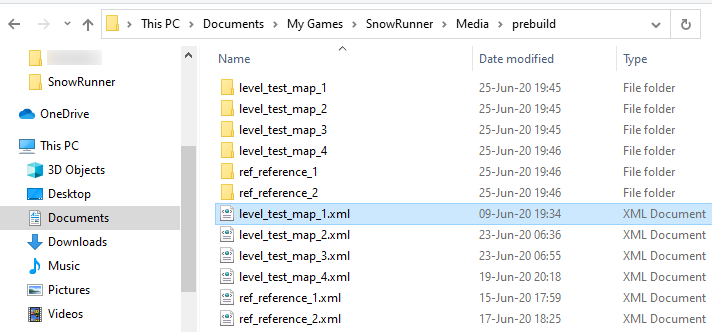 This PC > Documents > My Games > SnowRunner > Media > prebuild
Name Date modified Type
SnowRunner
OneDrive
This PC
3D Objects
Desktop
Documents
Downloads
Music
Pictures
Videos
level_test_map_1 25-Jun-20 19:45 File folder
level_test_map_2 25-Jun-20 19:45 File folder
level_test_map_3 25-Jun-20 19:45 File folder
level_test_map_4 25-Jun-20 19:46 File folder
ref_reference_1 25-Jun-20 19:46 File folder
ref_reference_2 25-Jun-20 19:46 File folder
level_test_map_1.xml 09-Jun-20 19:34 XML Document
level_test_map_2.xml 23-Jun-20 06:36 XML Document
level_test_map_3.xml 23-Jun-20 06:55 XML Document
level_test_map_4.xml 19-Jun-20 20:18 XML Document
ref_reference_1.xml 15-Jun-20 17:59 XML Document
ref_reference_2.xml 17-Jun-20 18:25 XML Document